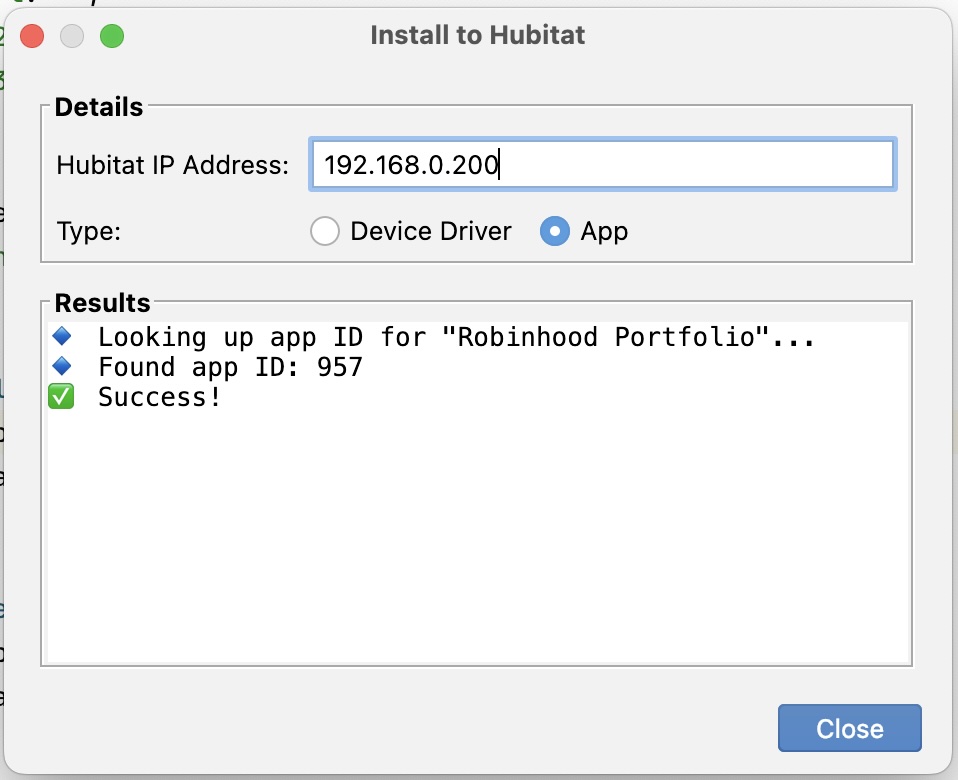 Install to Hubitat
Details
Hubitat IP Address: 192.168.0.200
Type: Device Driver App
Results
Looking up app ID for "Robinhood Portfolio"...
Found app ID: 957
Success!
Close